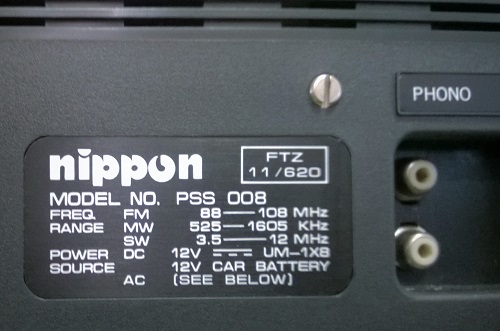 PHONO
nippon
FTZ
11/620
MODEL NO. PSS 008
FREQ. FM 88—108 MHz
RANGE MW 525—1605 KHz
SW 3.5—12 MHz
POWER DC 12V ⎓ UM-1X8
SOURCE 12V CAR BATTERY
AC (SEE BELOW)